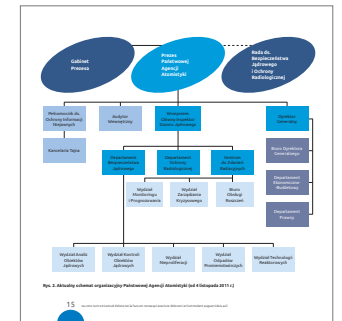 Gabinet
Prezesa
Prezes
Państwowej
Agencji
Atomistyki
Rada ds.
Bezpieczeństwa
Jądrowego
i Ochrony
Radiologicznej
Pełnomocnik ds.
Ochrony Informacji
Niejawnych
Audytor
Wewnętrzny
Wiceprezes
Główny Inspektor
Dozoru Jądrowego
Dyrektor
Generalny
Kancelaria Tajna
Departament
Bezpieczeństwa
Jądrowego
Departament
Ochrony
Radiologicznej
Centrum
ds. Zdarzeń
Radiacyjnych
Biuro Dyrektora
Generalnego
Wydział
Monitoringu
i Prognozowania
Wydział
Zarządzania
Kryzysowego
Biuro
Obsługi
Roszczeń
Departament
Ekonomiczno-
Budżetowy
Departament
Prawny
Wydział Analiz
Obiektów
Jądrowych
Wydział Kontroli
Obiektów
Jądrowych
Wydział
Nieproliferacji
Wydział
Odpadów
Promieniotwórczych
Wydział Technologii
Reaktorowych
Rys. 2. Aktualny schemat organizacyjny Państwowej Agencji Atomistyki (od 4 listopada 2011 r.)
15